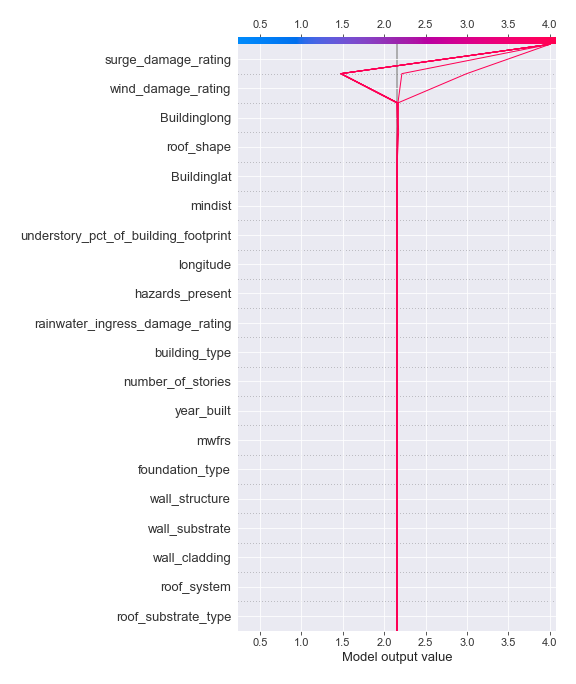 0.5 1.0 1.5 2.0 2.5 3.0 3.5 4.0
surge_damage_rating
wind_damage_rating
Buildinglong
roof_shape
Buildinglat
mindist
understory_pct_of_building_footprint
longitude
hazards_present
rainwater_ingress_damage_rating
building_type
number_of_stories
year_built
mwfrs
foundation_type
wall_structure
wall_substrate
wall_cladding
roof_system
roof_substrate_type
0.5 1.0 1.5 2.0 2.5 3.0 3.5 4.0
Model output value